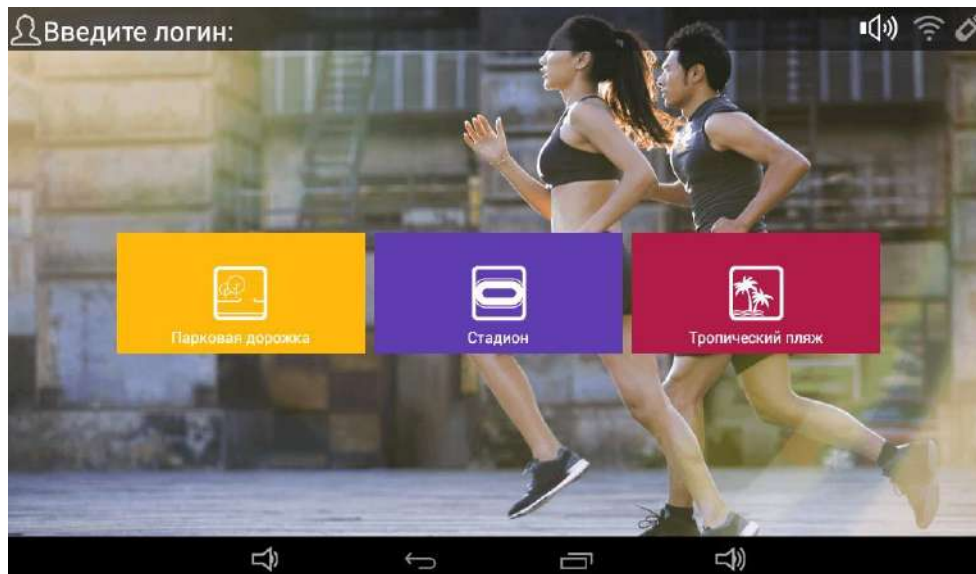 Введите логин:
Парковая дорожка
Стадион
Тропический пляж